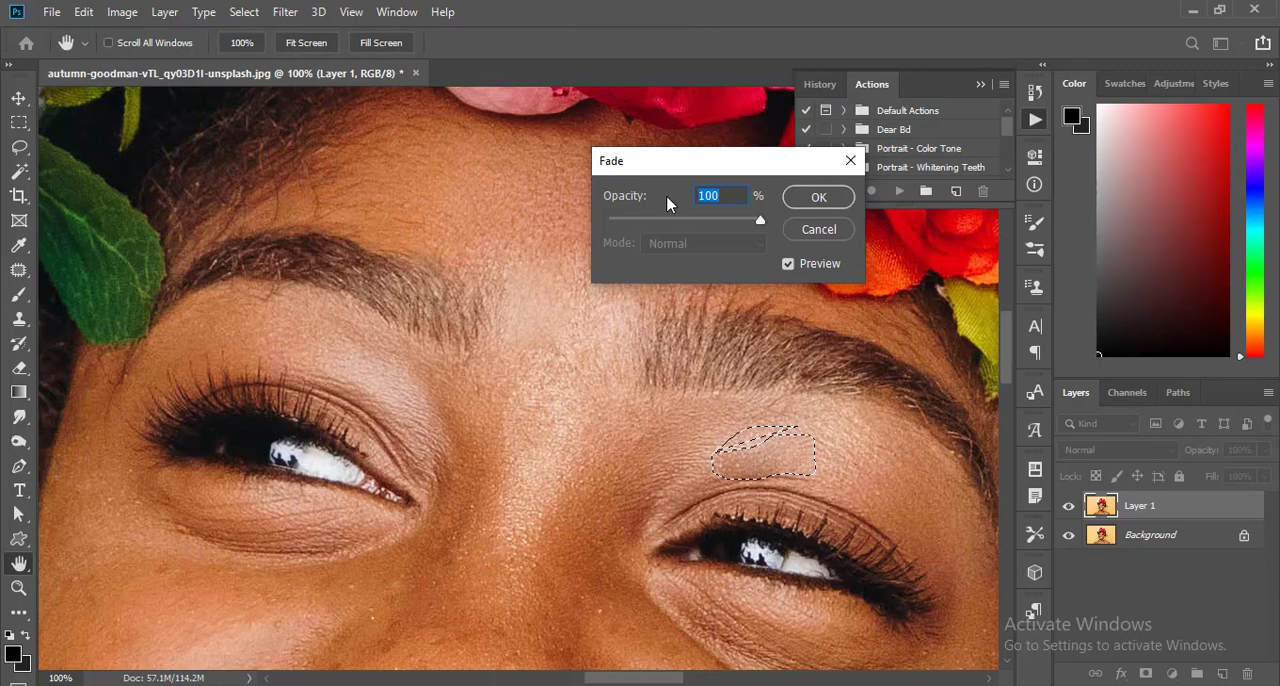 Ps File Edit Image Layer Type Select Filter 3D View Window Help
Scroll All Windows 100% Fit Screen Fill Screen
autumn-goodman-vTL_qy03D1I-unsplash.jpg @ 100% (Layer 1, RGB/8) *
History Actions
Default Actions
Dear Bd
Portrait - Color Tone
Portrait - Whitening Teeth
Fade
Opacity: 100 %
OK
Mode: Normal
Cancel
Preview
Color Swatches Adjustme Styles
Layers Channels Paths
Kind
Normal Opacity: 100%
Lock: Fill: 100%
Layer 1
Background
Activate Windows
Go to Settings to activate Windows.
100% Doc: 57.1M/114.2M